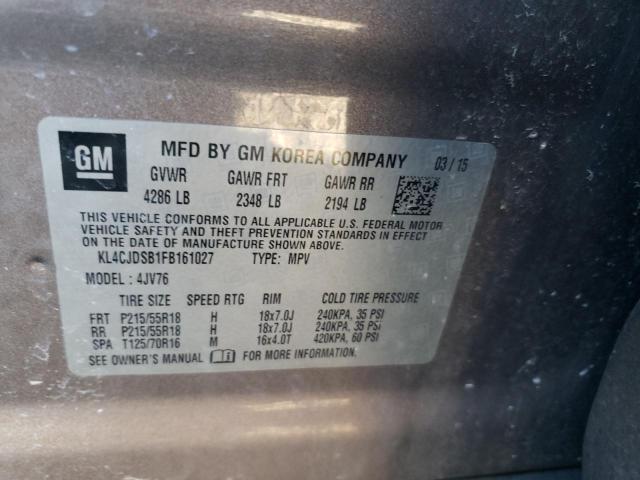 GM
MFD BY GM KOREA COMPANY 03/15
GVWR GAWR FRT GAWR RR
4286 LB 2348 LB 2194 LB
THIS VEHICLE CONFORMS TO ALL APPLICABLE U.S. FEDERAL MOTOR
VEHICLE SAFETY AND THEFT PREVENTION STANDARDS IN EFFECT
ON THE DATE OF MANUFACTURE SHOWN ABOVE.
KL4CJDSB1FB161027 TYPE: MPV
MODEL : 4JV76
TIRE SIZE SPEED RTG RIM COLD TIRE PRESSURE
FRT P215/55R18 H 18x7.0J 240KPA, 35 PSI
RR P215/55R18 H 18x7.0J 240KPA, 35 PSI
SPA T125/70R16 M 16x4.0T 420KPA, 60 PSI
SEE OWNER'S MANUAL FOR MORE INFORMATION.